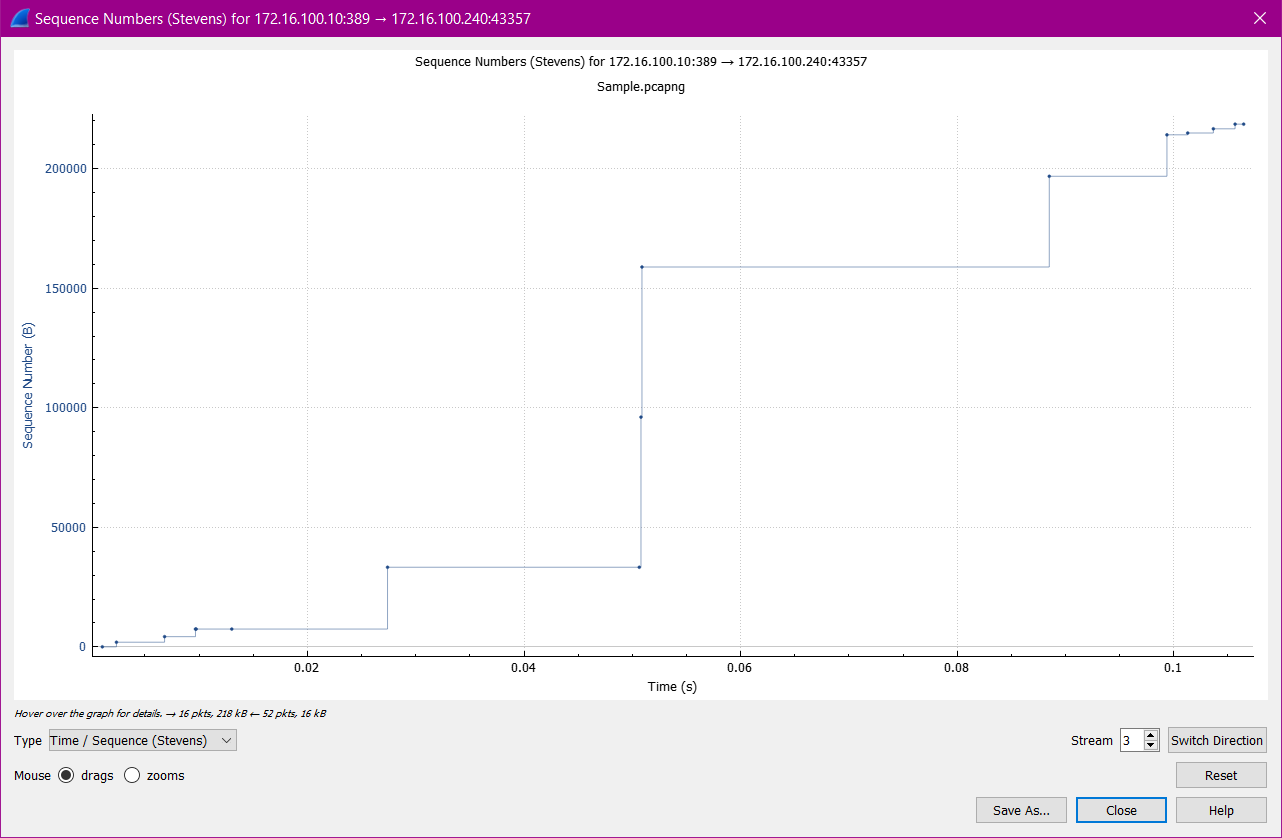 Sequence Numbers (Stevens) for 172.16.100.10:389 → 172.16.100.240:43357
Sequence Numbers (Stevens) for 172.16.100.10:389 → 172.16.100.240:43357
Sample.pcapng
200000
150000
100000
50000
0
Sequence Number (B)
0.02 0.04 0.06 0.08 0.1
Time (s)
Hover over the graph for details. → 16 pkts, 218 kB ← 52 pkts, 16 kB
Type Time / Sequence (Stevens) Stream 3 Switch Direction
Mouse drags zooms Reset
Save As... Close Help